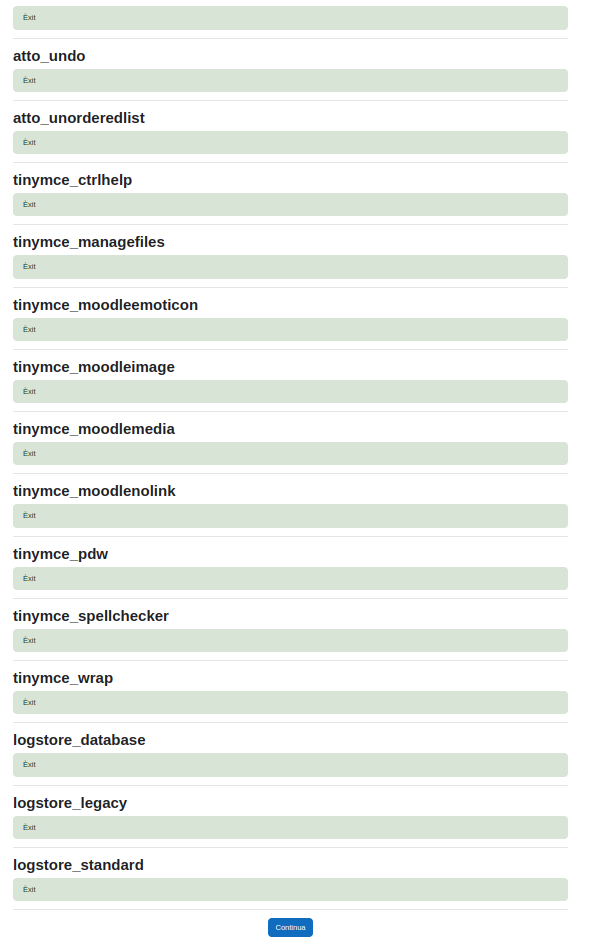 Èxit
atto_undo
Èxit
atto_unorderedlist
Èxit
tinymce_ctrlhelp
Èxit
tinymce_managefiles
Èxit
tinymce_moodleemoticon
Èxit
tinymce_moodleimage
Èxit
tinymce_moodlemedia
Èxit
tinymce_moodlenolink
Èxit
tinymce_pdw
Èxit
tinymce_spellchecker
Èxit
tinymce_wrap
Èxit
logstore_database
Èxit
logstore_legacy
Èxit
logstore_standard
Èxit
Continua